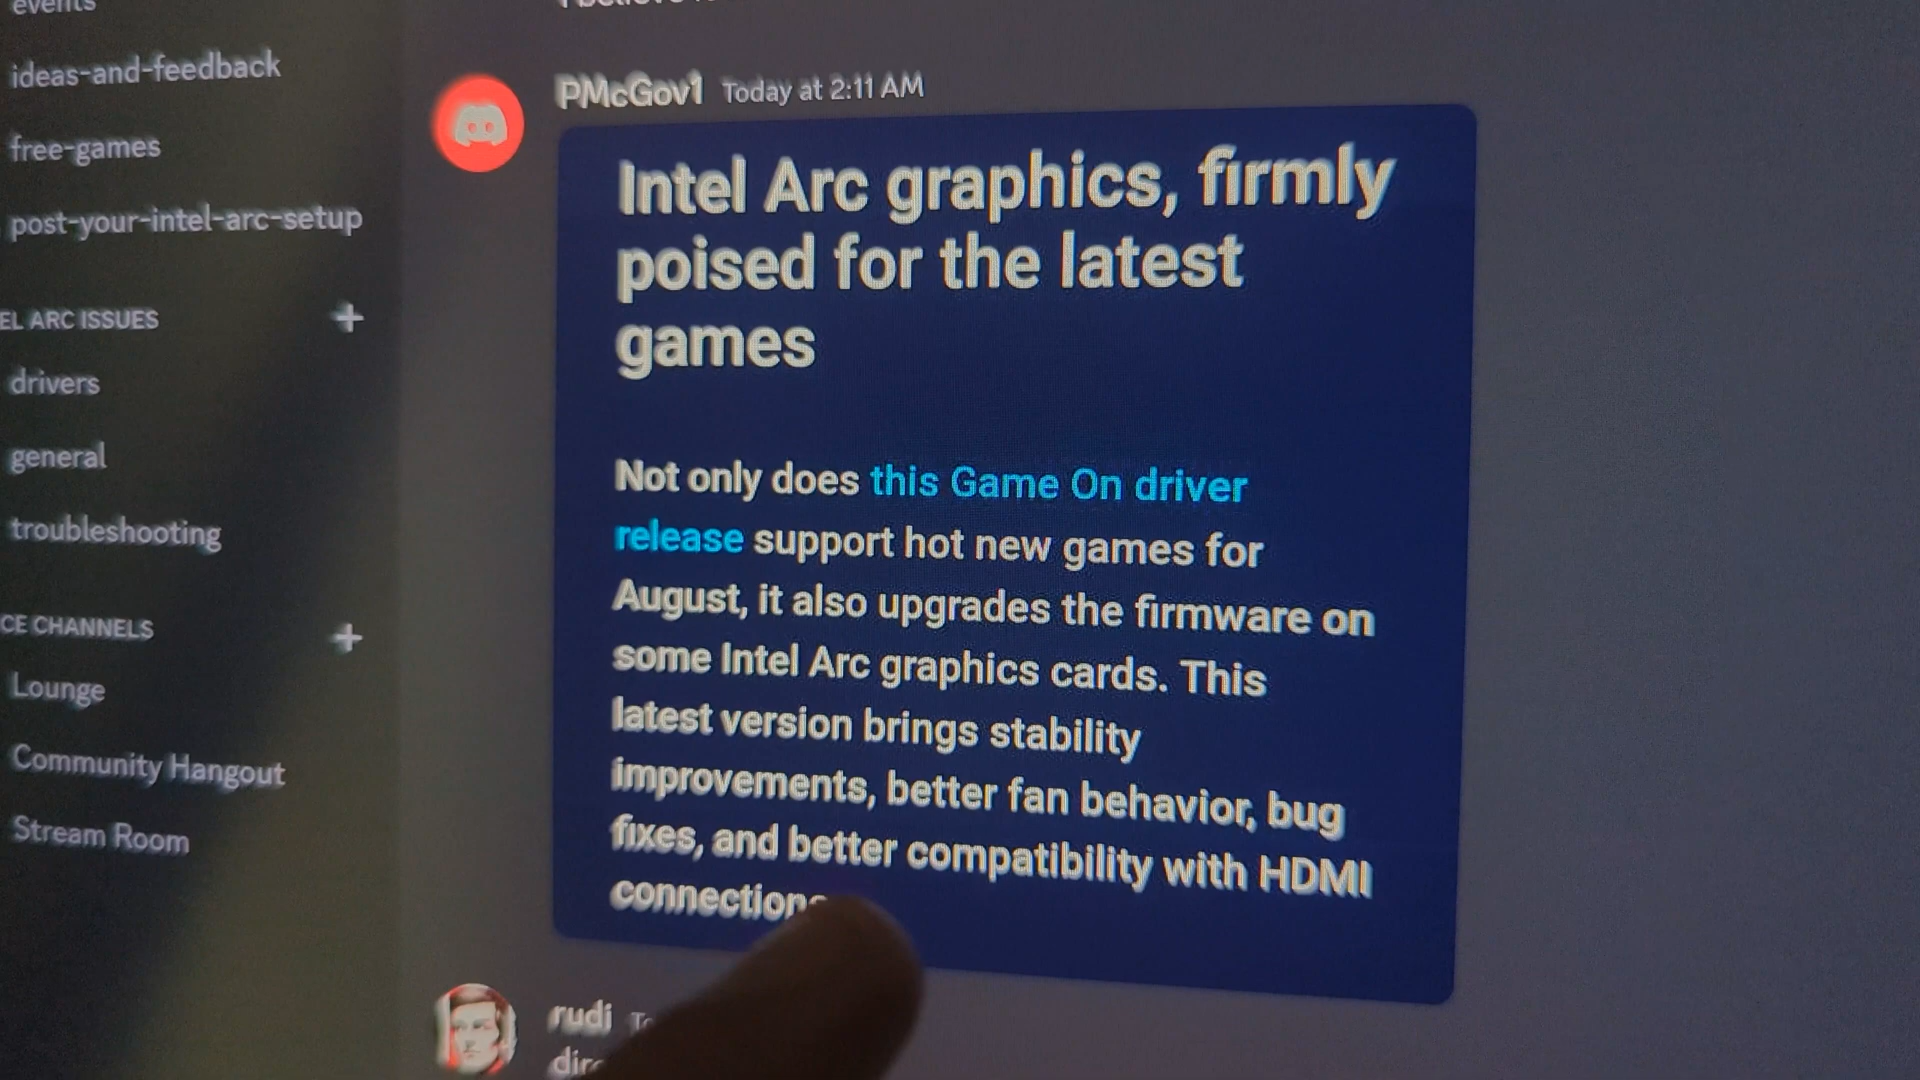 events
ideas-and-feedback
free-games
post-your-intel-arc-setup
EL ARC ISSUES
drivers
general
troubleshooting
CE CHANNELS
Lounge
Community Hangout
Stream Room
PMcGov1 Today at 2:11 AM
Intel Arc graphics, firmly
poised for the latest
games
Not only does this Game On driver
release support hot new games for
August, it also upgrades the firmware on
some Intel Arc graphics cards. This
latest version brings stability
improvements, better fan behavior, bug
fixes, and better compatibility with HDMI
connections
rudi